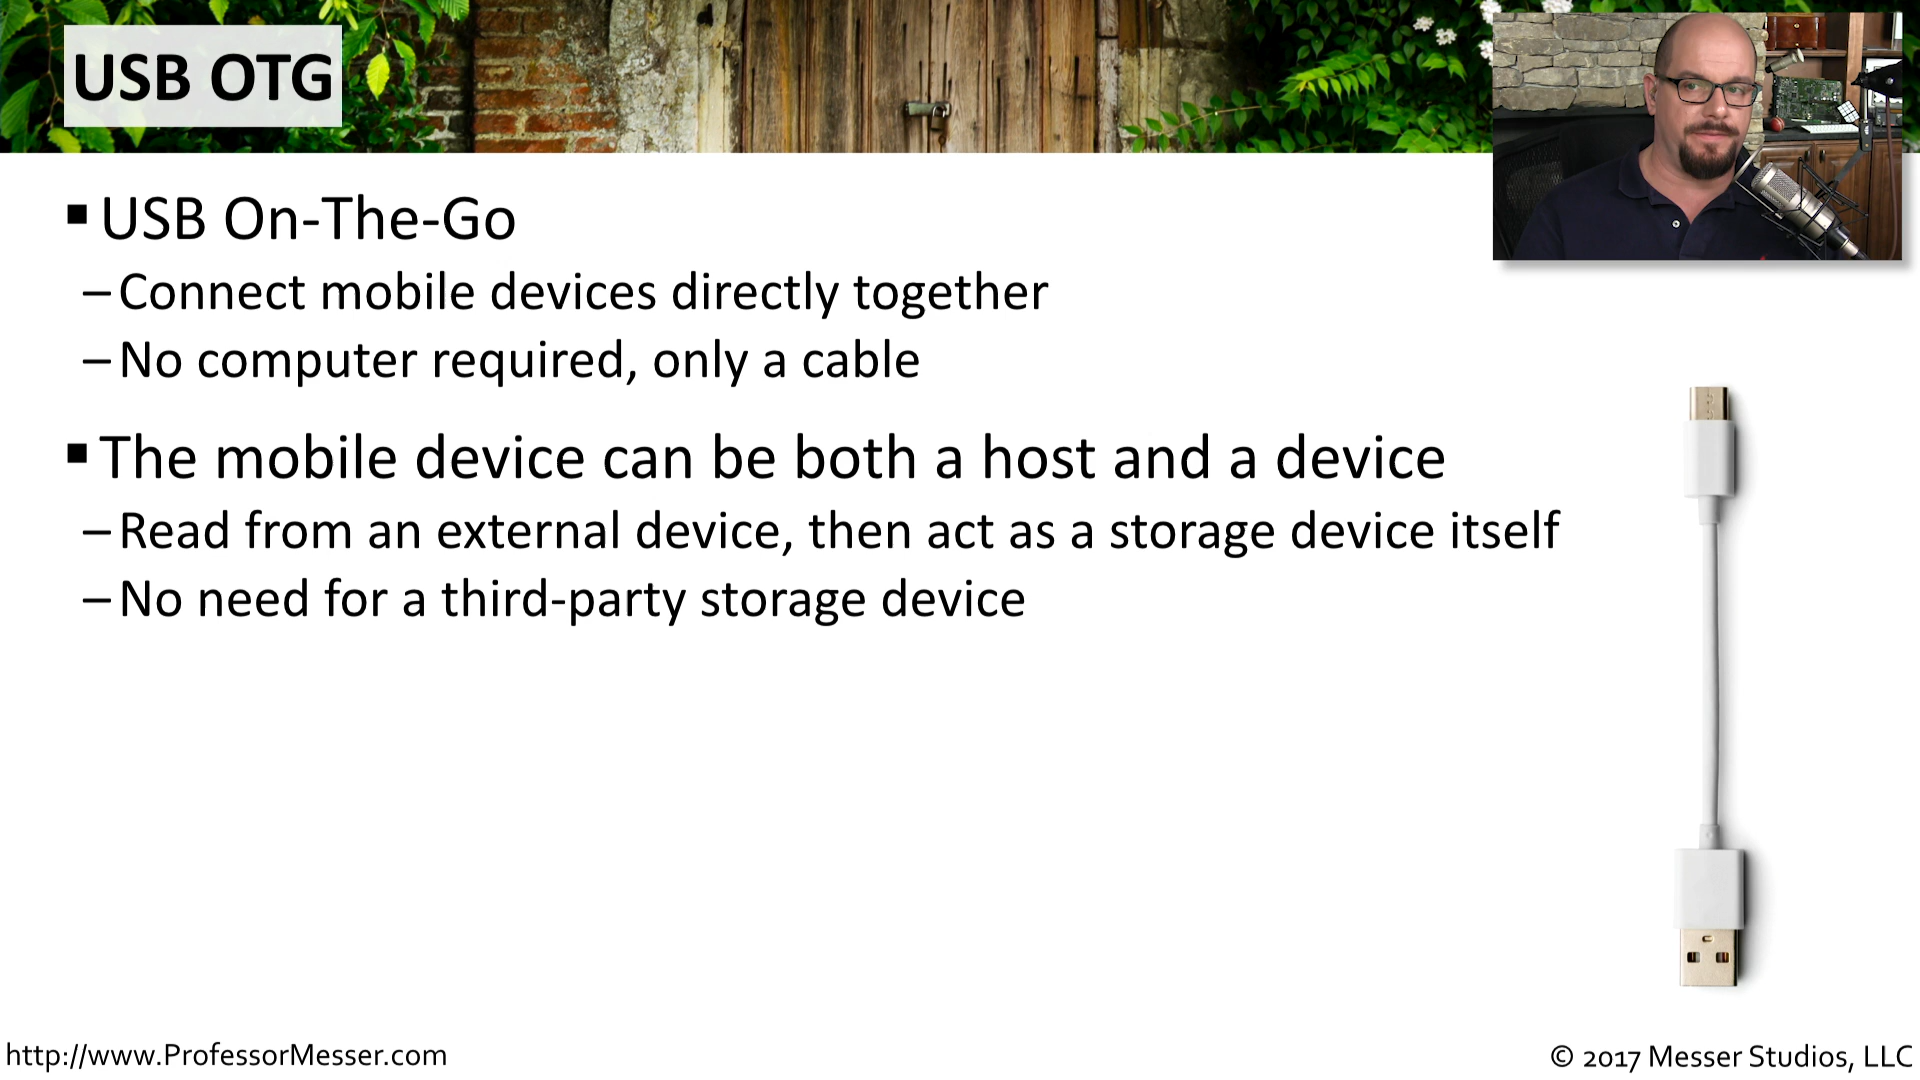 USB OTG
▪ USB On-The-Go
– Connect mobile devices directly together
– No computer required, only a cable
▪ The mobile device can be both a host and a device
– Read from an external device, then act as a storage device itself
– No need for a third-party storage device
http://www.ProfessorMesser.com
© 2017 Messer Studios, LLC